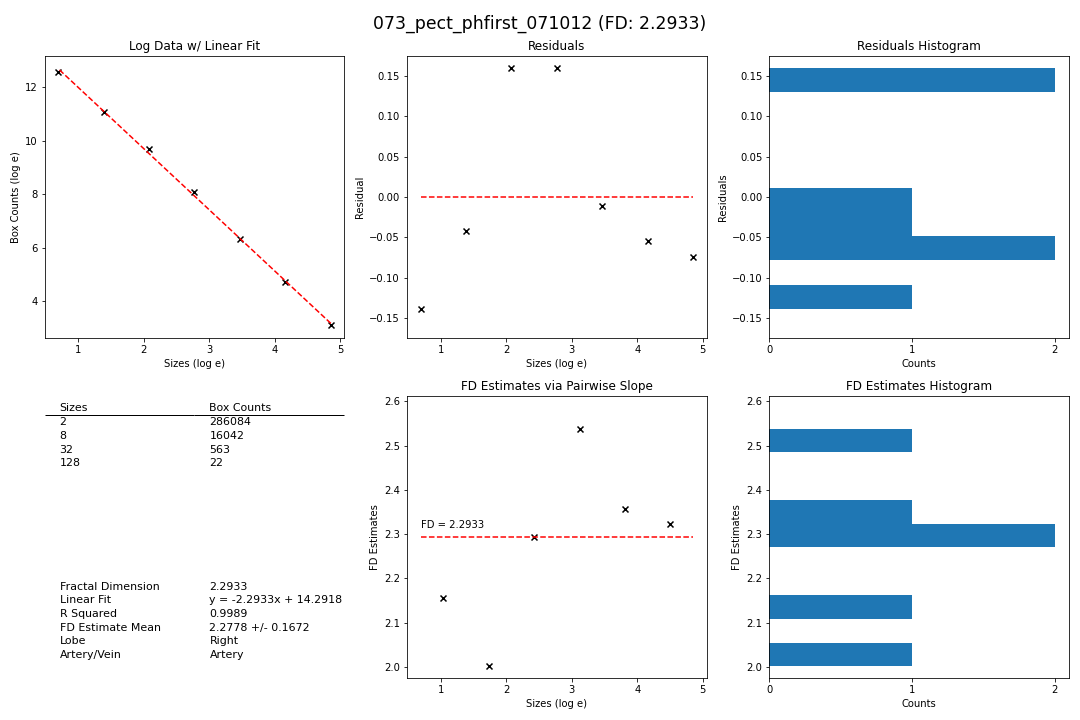 073_pect_phfirst_071012 (FD: 2.2933)
Log Data w/ Linear Fit
Box Counts (log e)
12
10
8
6
4
1 2 3 4 5
Sizes (log e)
Residuals
Residual
0.15
0.10
0.05
0.00
−0.05
−0.10
−0.15
1 2 3 4 5
Sizes (log e)
Residuals Histogram
Residuals
0.15
0.10
0.05
0.00
−0.05
−0.10
−0.15
0 1 2
Counts
Sizes Box Counts
2 286084
8 16042
32 563
128 22
Fractal Dimension 2.2933
Linear Fit y = -2.2933x + 14.2918
R Squared 0.9989
FD Estimate Mean 2.2778 +/- 0.1672
Lobe Right
Artery/Vein Artery
FD Estimates via Pairwise Slope
FD Estimates
2.6
2.5
2.4
2.3
2.2
2.1
2.0
FD = 2.2933
1 2 3 4 5
Sizes (log e)
FD Estimates Histogram
FD Estimates
2.6
2.5
2.4
2.3
2.2
2.1
2.0
0 1 2
Counts